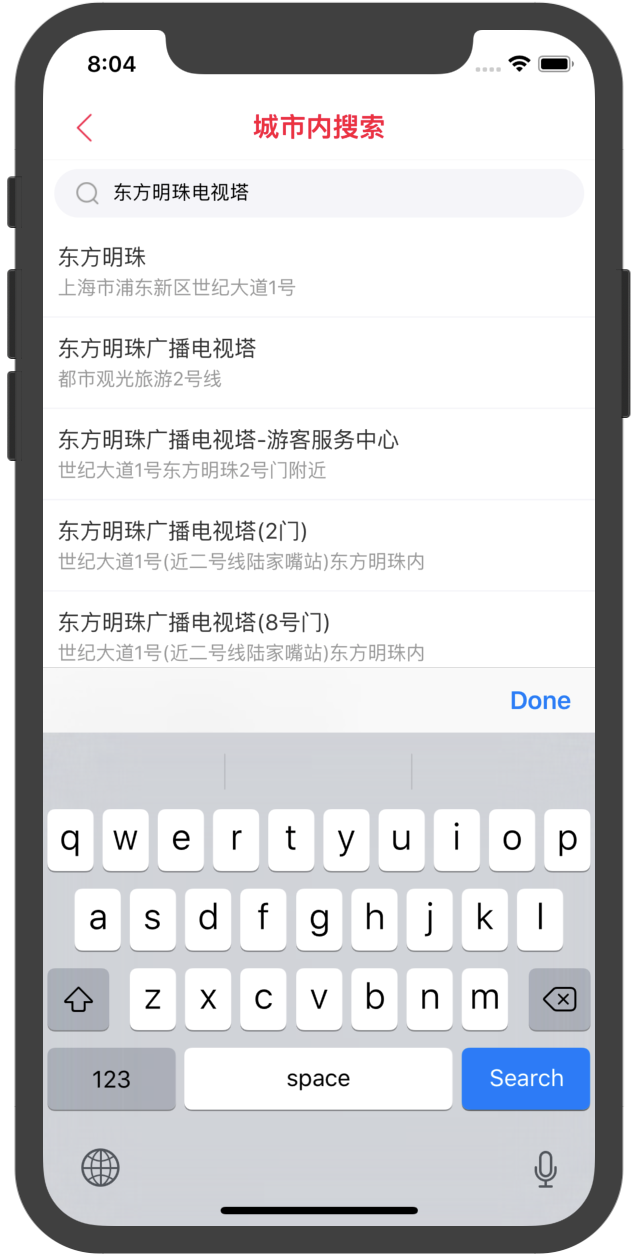 8:04
城市内搜索
东方明珠电视塔
东方明珠
上海市浦东新区世纪大道1号
东方明珠广播电视塔
都市观光旅游2号线
东方明珠广播电视塔-游客服务中心
世纪大道1号东方明珠2号门附近
东方明珠广播电视塔(2门)
世纪大道1号(近二号线陆家嘴站)东方明珠内
东方明珠广播电视塔(8号门)
世纪大道1号(近二号线陆家嘴站)东方明珠内
Done
q w e r t y u i o p
a s d f g h j k l
z x c v b n m
123 space Search